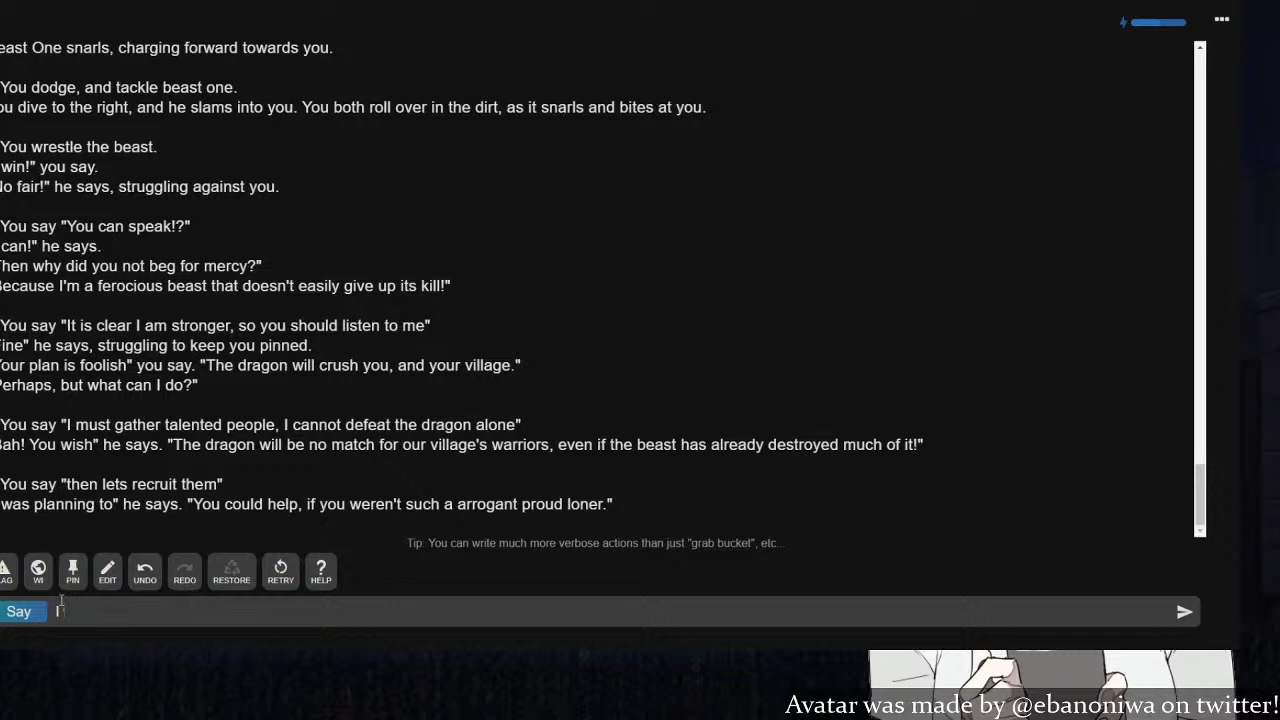 east One snarls, charging forward towards you.
You dodge, and tackle beast one.
ou dive to the right, and he slams into you. You both roll over in the dirt, as it snarls and bites at you.
You wrestle the beast.
win!" you say.
No fair!" he says, struggling against you.
You say "You can speak!?"
can!" he says.
Then why did you not beg for mercy?"
Because I'm a ferocious beast that doesn't easily give up its kill!"
You say "It is clear I am stronger, so you should listen to me"
Fine" he says, struggling to keep you pinned.
Your plan is foolish" you say. "The dragon will crush you, and your village."
Perhaps, but what can I do?"
You say "I must gather talented people, I cannot defeat the dragon alone"
Bah! You wish" he says. "The dragon will be no match for our village's warriors, even if the beast has already destroyed much of it!"
You say "then lets recruit them"
was planning to" he says. "You could help, if you weren't such a arrogant proud loner."
Tip: You can write much more verbose actions than just "grab bucket", etc...
LAG WI PIN EDIT UNDO REDO RESTORE RETRY HELP
Say I
Avatar was made by @ebanoniwa on twitter!